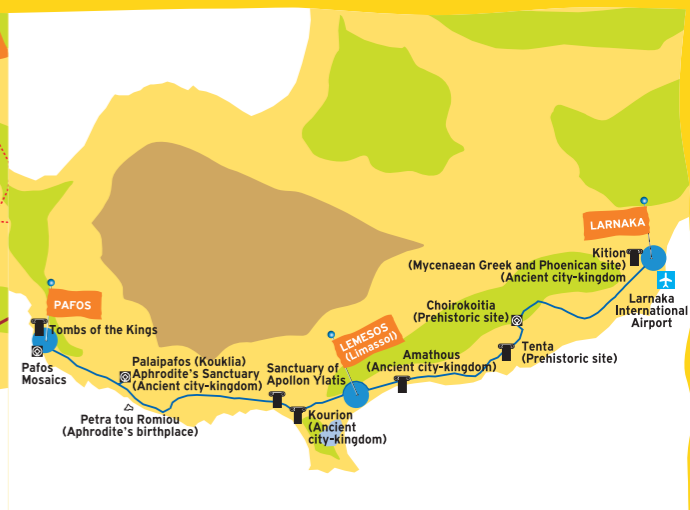 LARNAKA
Kition
(Mycenaean Greek and Phoenican site)
(Ancient city-kingdom
Larnaka
International
Airport
Choirokoitia
(Prehistoric site)
Tenta
(Prehistoric site)
PAFOS
Tombs of the Kings
Pafos
Mosaics
LEMESOS
(Limassol)
Amathous
(Ancient city-kingdom)
Palaipafos (Kouklia)
Aphrodite's Sanctuary
(Ancient city-kingdom)
Sanctuary of
Apollon Ylatis
Petra tou Romiou
(Aphrodite's birthplace)
Kourion
(Ancient
city-kingdom)